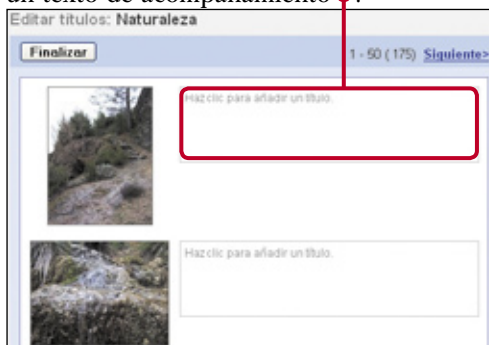 un texto de acompañamiento
Editar títulos: Naturaleza
Finalizar
1 - 50 (175) Siguiente>
Haz clic para añadir un título.
Haz clic para añadir un título.